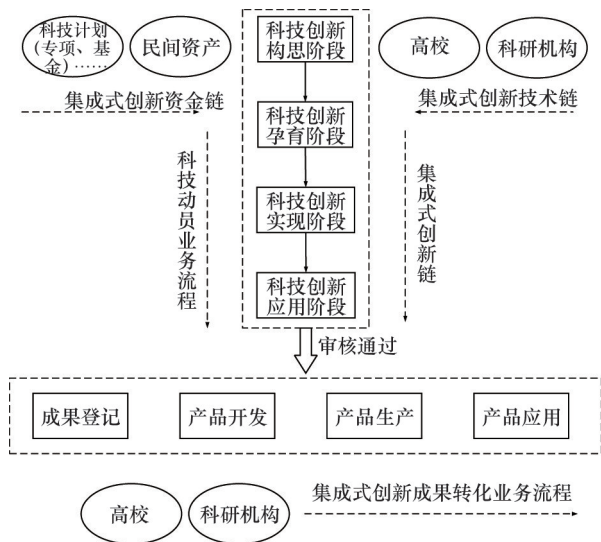 科技计划
(专项、基
金)……
民间资产
科技创新
构思阶段
高校
科研机构
集成式创新资金链
集成式创新技术链
科技创新
孕育阶段
科技动员业务流程
集成式创新链
科技创新
实现阶段
科技创新
应用阶段
审核通过
成果登记
产品开发
产品生产
产品应用
高校
科研机构
集成式创新成果转化业务流程